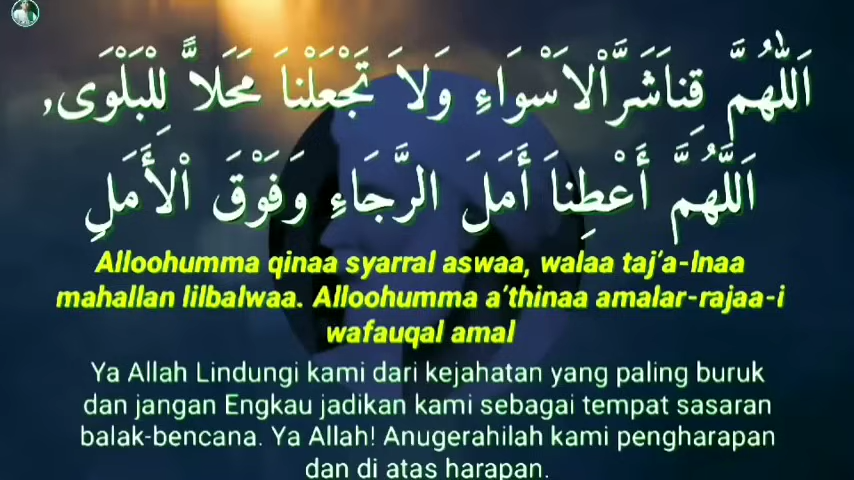 اَللّٰهُمَّ قِنَاشَرَّالْاَسْوَاءِ وَلاَ تَجْعَلْنَا مَحَلاًّ لِلْبَلْوَى,
اَللَّهُمَّ أَعْطِنَا أَمَلَ الرَّجَاءِ وَفَوْقَ الْأَمَلِ
Alloohumma qinaa syarral aswaa, walaa taj'a-lnaa
mahallan lilbalwaa. Alloohumma a'thinaa amalar-rajaa-i
wafauqal amal
Ya Allah Lindungi kami dari kejahatan yang paling buruk
dan jangan Engkau jadikan kami sebagai tempat sasaran
balak-bencana. Ya Allah! Anugerahilah kami pengharapan
dan di atas harapan.